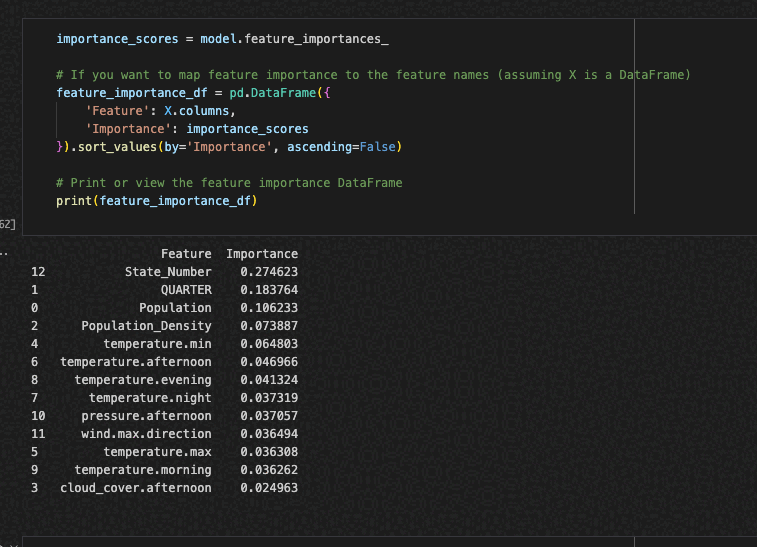 importance_scores = model.feature_importances_
# If you want to map feature importance to the feature names (assuming X is a DataFrame)
feature_importance_df = pd.DataFrame({
    'Feature': X.columns,
    'Importance': importance_scores
}).sort_values(by='Importance', ascending=False)
# Print or view the feature importance DataFrame
print(feature_importance_df)
62]
..
Feature Importance
12 State_Number 0.274623
1 QUARTER 0.183764
0 Population 0.106233
2 Population_Density 0.073887
4 temperature.min 0.064803
6 temperature.afternoon 0.046966
8 temperature.evening 0.041324
7 temperature.night 0.037319
10 pressure.afternoon 0.037057
11 wind.max.direction 0.036494
5 temperature.max 0.036308
9 temperature.morning 0.036262
3 cloud_cover.afternoon 0.024963